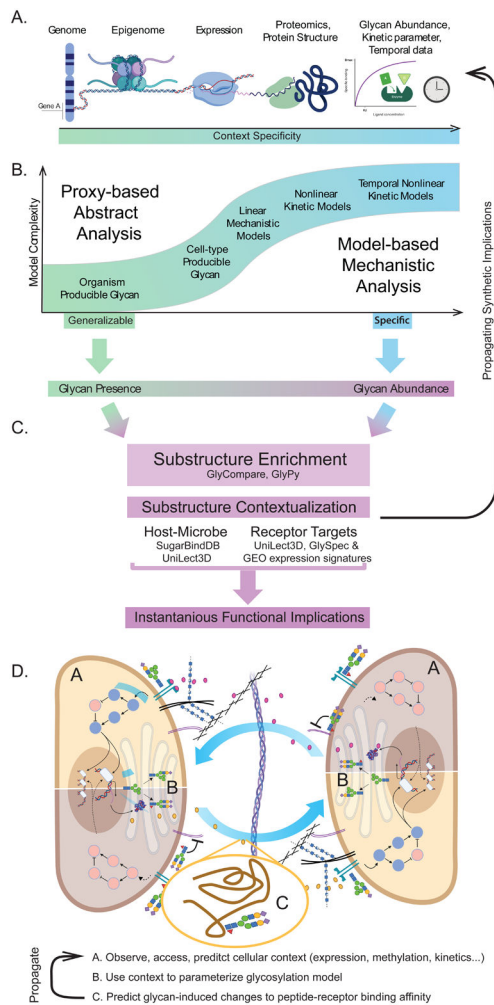 A.
Genome
Epigenome
Expression
Proteomics,
Protein Structure
Glycan Abundance,
Kinetic parameter,
Temporal data
Gene A
Ligand concentration
Context Specificity
B.
Model Complexity
Proxy-based
Abstract
Analysis
Organism
Producible Glycan
Cell-type
Producible
Glycan
Linear
Mechanistic
Models
Nonlinear
Kinetic Models
Temporal Nonlinear
Kinetic Models
Model-based
Mechanistic
Analysis
Generalizable
Specific
Glycan Presence
Glycan Abundance
Propagating Synthetic Implications
C.
Substructure Enrichment
GlyCompare, GlyPy
Substructure Contextualization
Host-Microbe
SugarBindDB
UniLect3D
Receptor Targets
UniLect3D, GlySpec &
GEO expression signatures
Instantanious Functional Implications
D.
A
B
A
B
C
Propagate
A. Observe, access, preditct cellular context (expression, methylation, kinetics...)
B. Use context to parameterize glycosylation model
C. Predict glycan-induced changes to peptide-receptor binding affinity